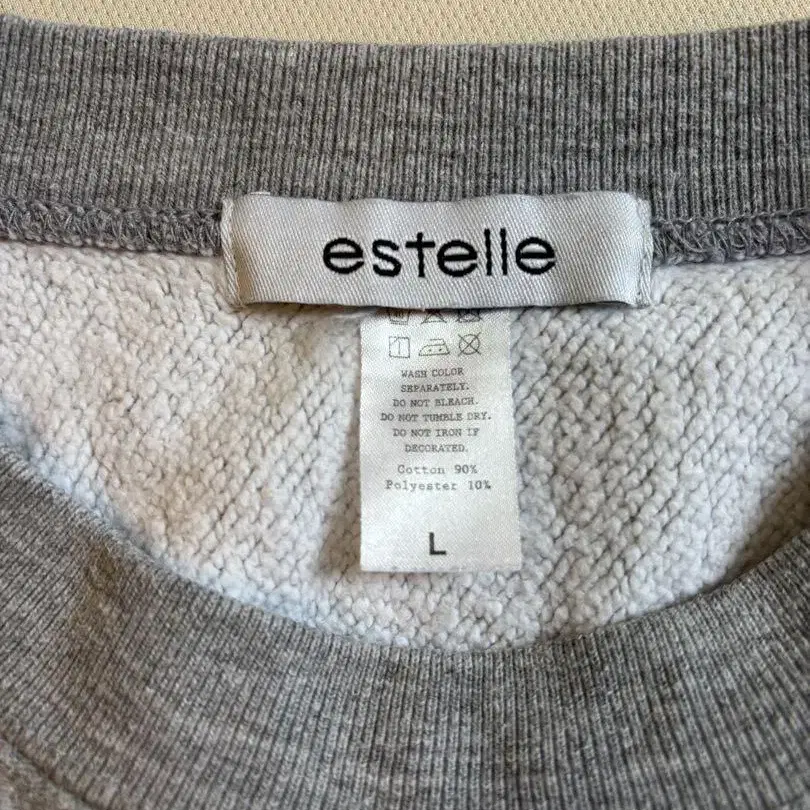 estelle
WASH COLOR
SEPARATELY.
DO NOT BLEACH.
DO NOT TUMBLE DRY.
DO NOT IRON IF
DECORATED.
Cotton 90%
Polyester 10%
L